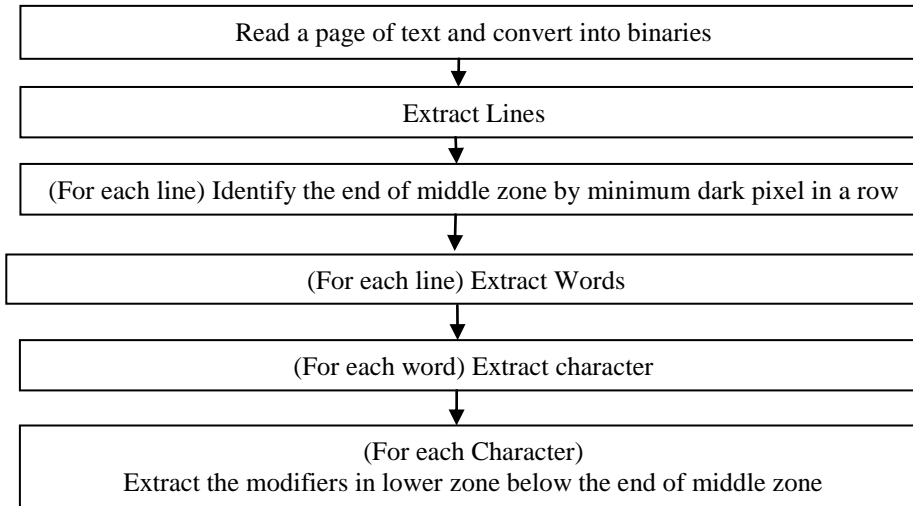 Read a page of text and convert into binaries
Extract Lines
(For each line) Identify the end of middle zone by minimum dark pixel in a row
(For each line) Extract Words
(For each word) Extract character
(For each Character)
Extract the modifiers in lower zone below the end of middle zone